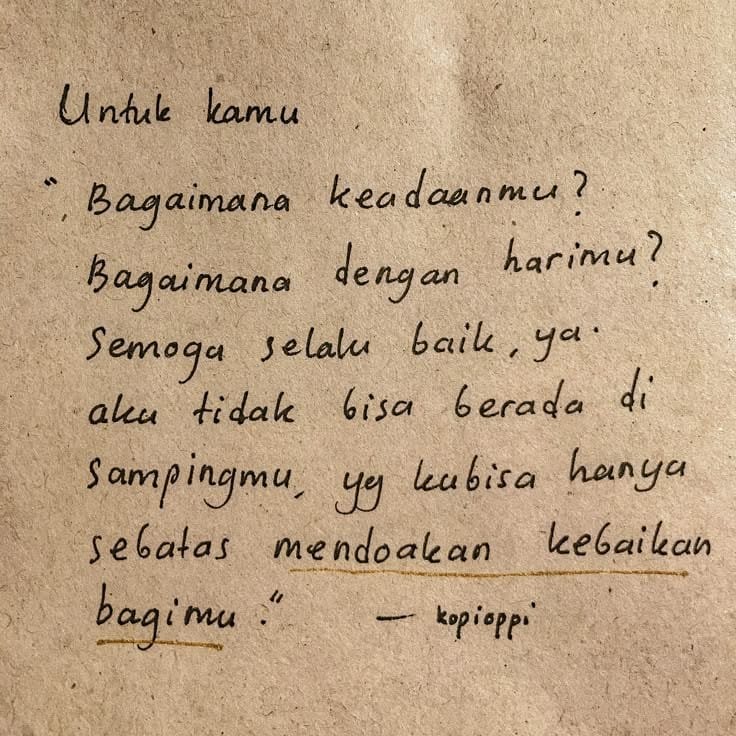 Untuk kamu
"Bagaimana keadaanmu?
Bagaimana dengan harimu?
Semoga selalu baik, ya.
aku tidak bisa berada di
sampingmu, yg kubisa hanya
sebatas mendoakan kebaikan
bagimu." — kopioppi